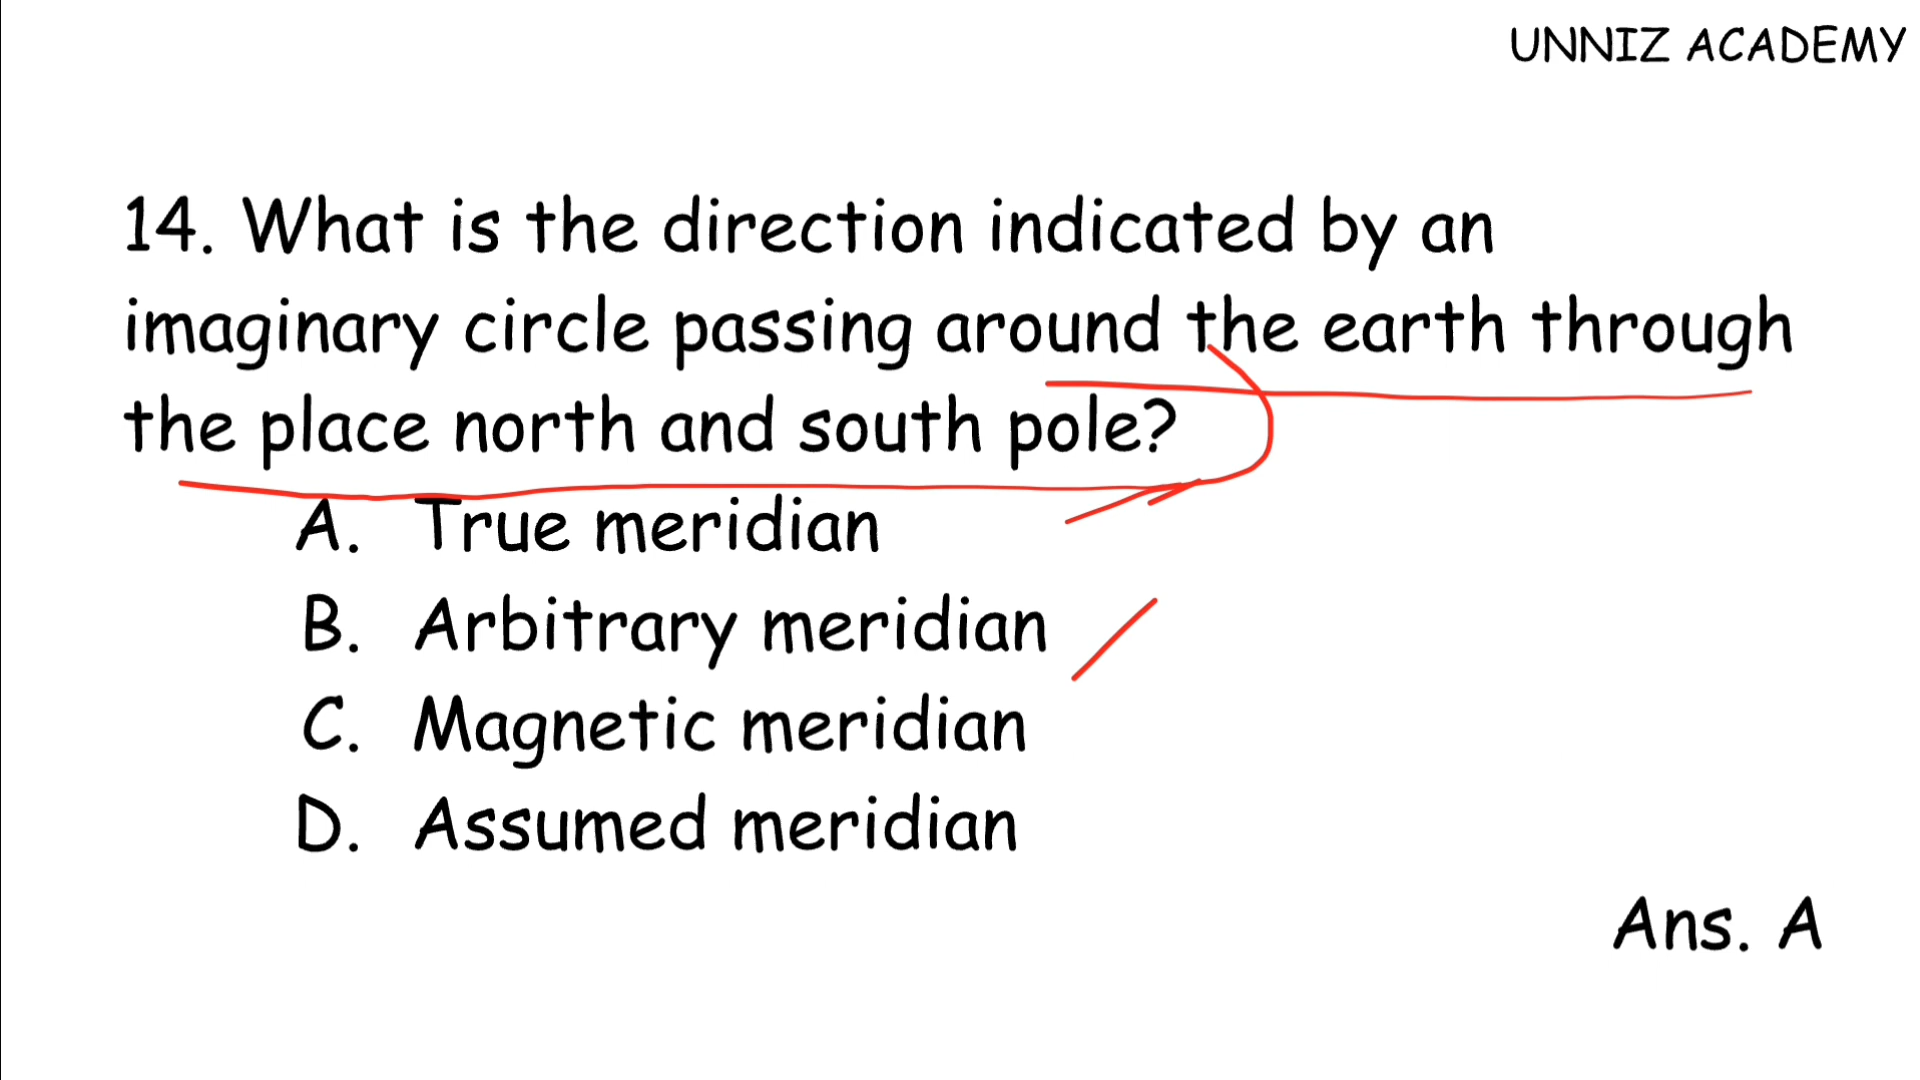 UNNIZ ACADEMY
14. What is the direction indicated by an
imaginary circle passing around the earth through
the place north and south pole?
A. True meridian
B. Arbitrary meridian
C. Magnetic meridian
D. Assumed meridian
Ans. A